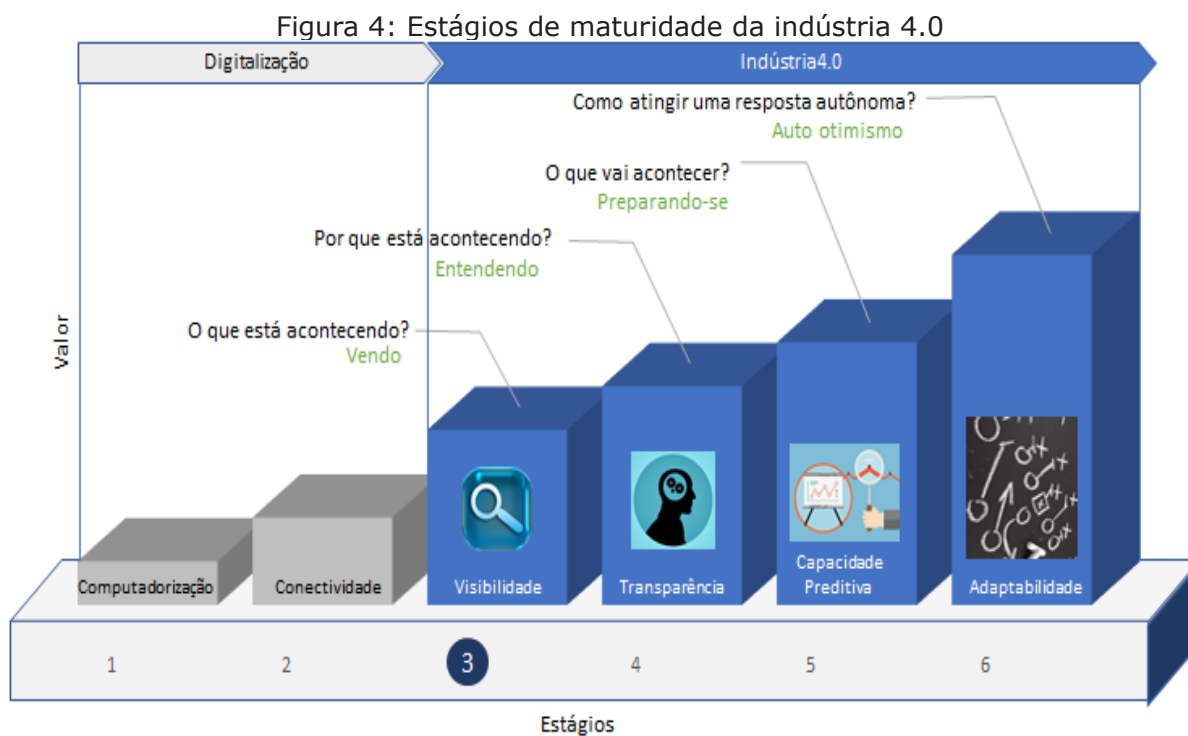 Figura 4: Estágios de maturidade da indústria 4.0
Digitalização
Indústria4.0
Como atingir uma resposta autônoma?
Auto otimismo
O que vai acontecer?
Preparando-se
Por que está acontecendo?
Entendendo
O que está acontecendo?
Vendo
Valor
Computadorização
Conectividade
Visibilidade
Transparência
Capacidade
Preditiva
Adaptabilidade
1
2
3
4
5
6
Estágios